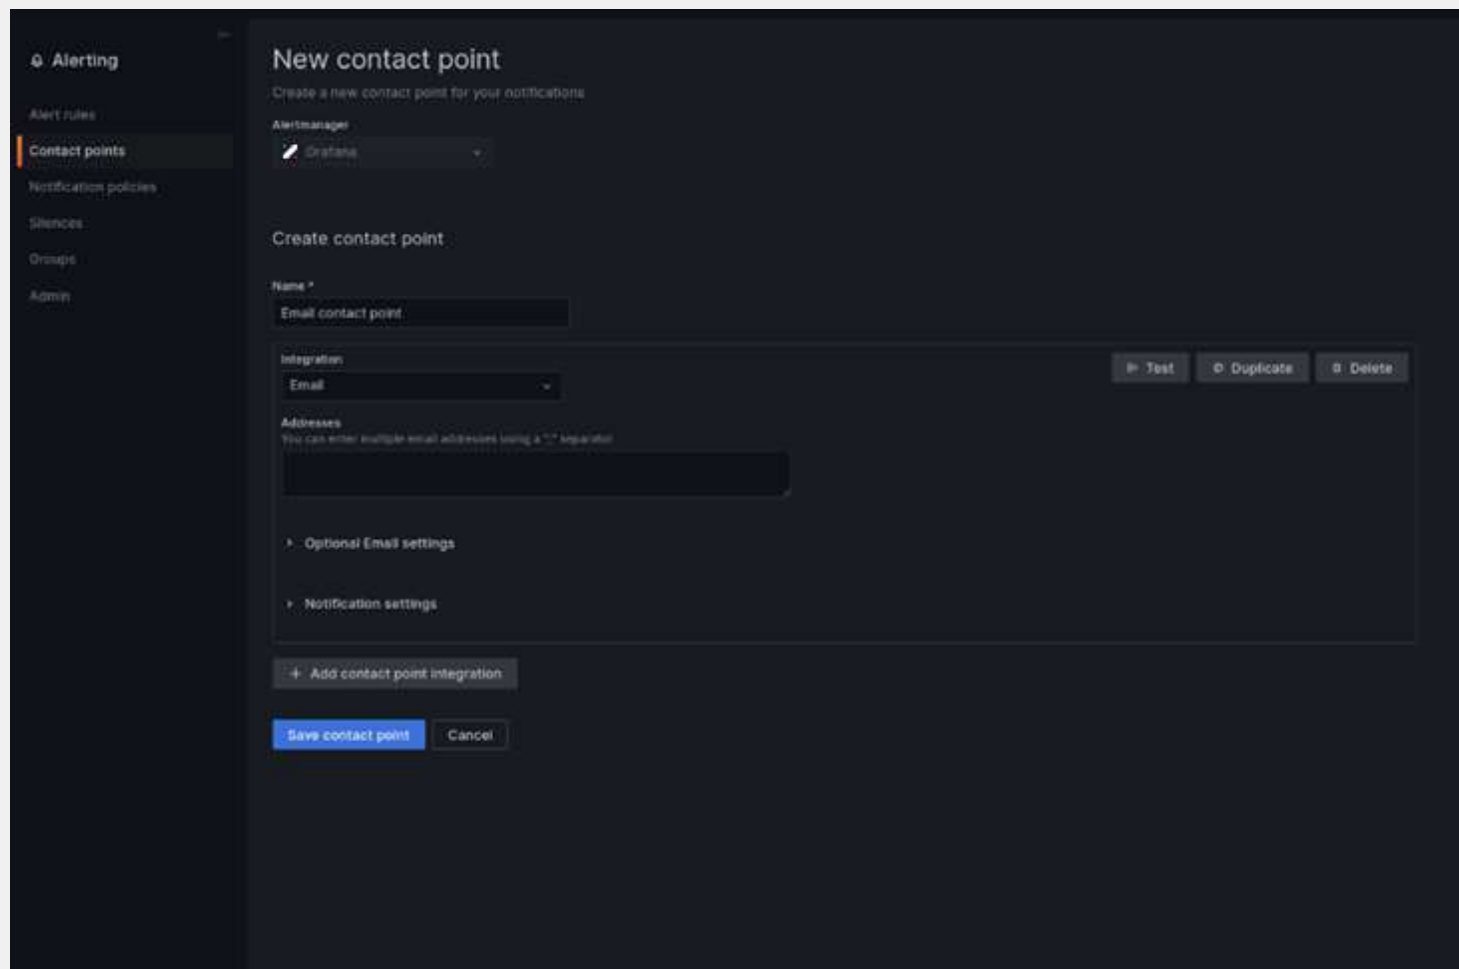 Alerting
Alert rules
Contact points
Notification policies
Silences
Groups
Admin
New contact point
Create a new contact point for your notifications
Alertmanager
Grafana
Create contact point
Name *
Email contact point
Integration
Email
Test
Duplicate
Delete
Addresses
You can enter multiple email addresses using a ";" separator
Optional Email settings
Notification settings
+ Add contact point integration
Save contact point
Cancel